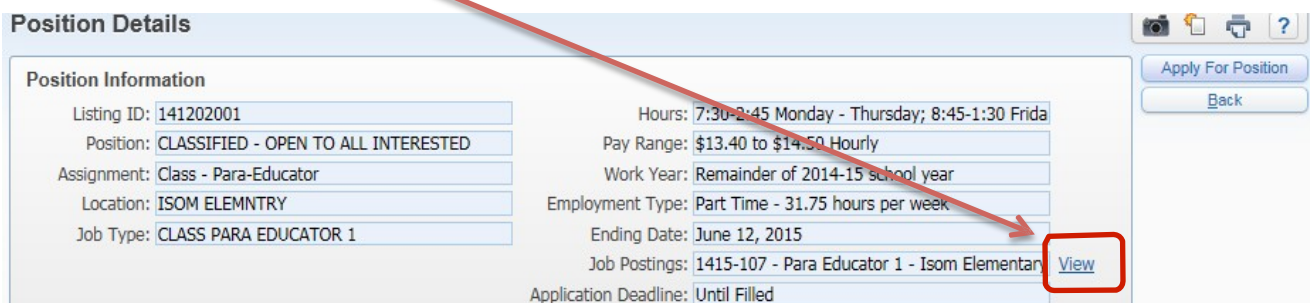 Position Details
?
Position Information
Apply For Position
Back
Listing ID: 141202001
Position: CLASSIFIED - OPEN TO ALL INTERESTED
Assignment: Class - Para-Educator
Location: ISOM ELEMNTRY
Job Type: CLASS PARA EDUCATOR 1
Hours: 7:30-2:45 Monday - Thursday; 8:45-1:30 Frida
Pay Range: $13.40 to $14.50 Hourly
Work Year: Remainder of 2014-15 school year
Employment Type: Part Time - 31.75 hours per week
Ending Date: June 12, 2015
Job Postings: 1415-107 - Para Educator 1 - Isom Elementary View
Application Deadline: Until Filled